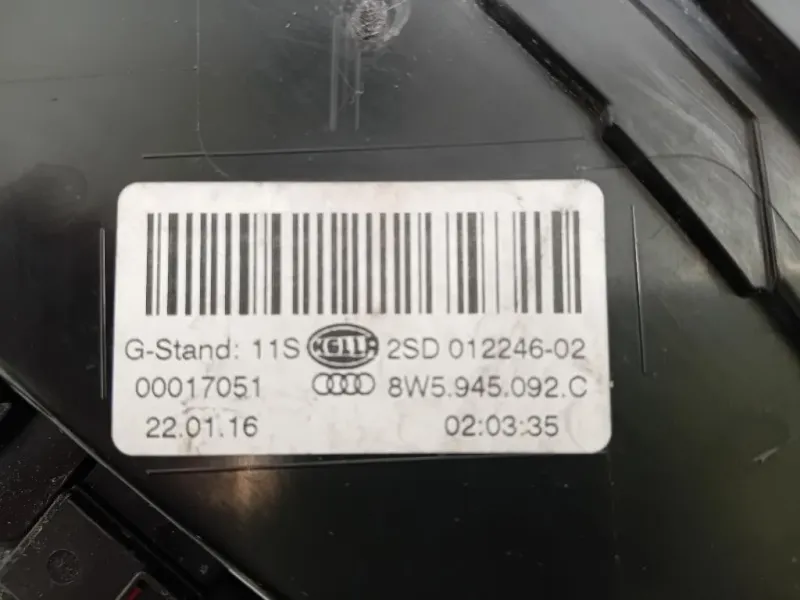 G-Stand: 11S HELLA 2SD 012246-02
00017051 8W5.945.092.C
22.01.16 02:03:35